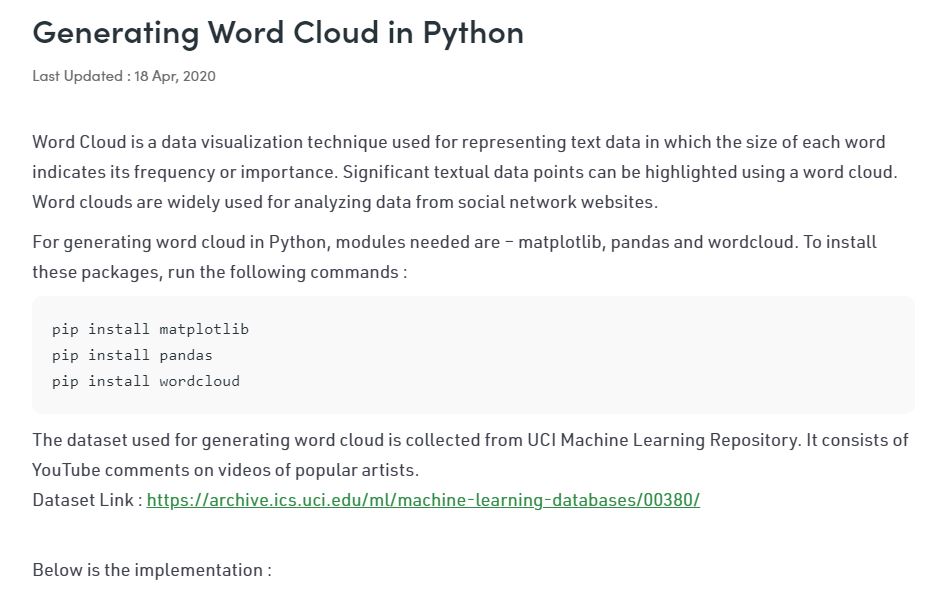 Generating Word Cloud in Python
Last Updated : 18 Apr, 2020
Word Cloud is a data visualization technique used for representing text data in which the size of each word
indicates its frequency or importance. Significant textual data points can be highlighted using a word cloud.
Word clouds are widely used for analyzing data from social network websites.
For generating word cloud in Python, modules needed are – matplotlib, pandas and wordcloud. To install
these packages, run the following commands :
pip install matplotlib
pip install pandas
pip install wordcloud
The dataset used for generating word cloud is collected from UCI Machine Learning Repository. It consists of
YouTube comments on videos of popular artists.
Dataset Link : https://archive.ics.uci.edu/ml/machine-learning-databases/00380/
Below is the implementation :